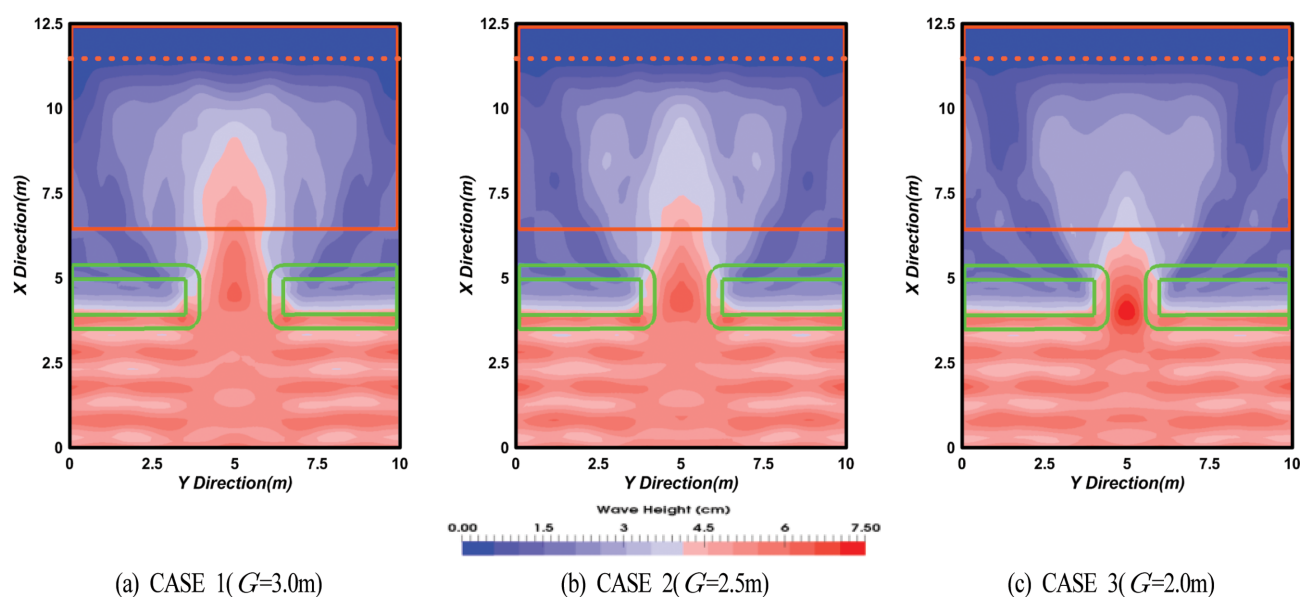 12.5
10
7.5
5
2.5
0
X Direction(m)
0 2.5 5 7.5 10
Y Direction(m)
12.5
10
7.5
5
2.5
0
X Direction(m)
0 2.5 5 7.5 10
Y Direction(m)
12.5
10
7.5
5
2.5
0
X Direction(m)
0 2.5 5 7.5 10
Y Direction(m)
Wave Height (cm)
0.00 1.5 3 4.5 6 7.50
(a) CASE 1( G=3.0m)
(b) CASE 2( G=2.5m)
(c) CASE 3( G=2.0m)